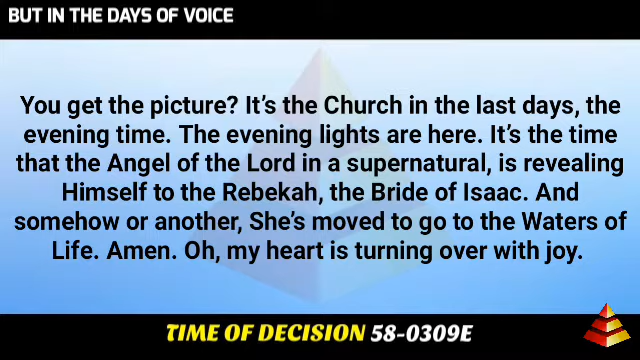 BUT IN THE DAYS OF VOICE
You get the picture? It's the Church in the last days, the
evening time. The evening lights are here. It's the time
that the Angel of the Lord in a supernatural, is revealing
Himself to the Rebekah, the Bride of Isaac. And
somehow or another, She's moved to go to the Waters of
Life. Amen. Oh, my heart is turning over with joy.
TIME OF DECISION 58-0309E